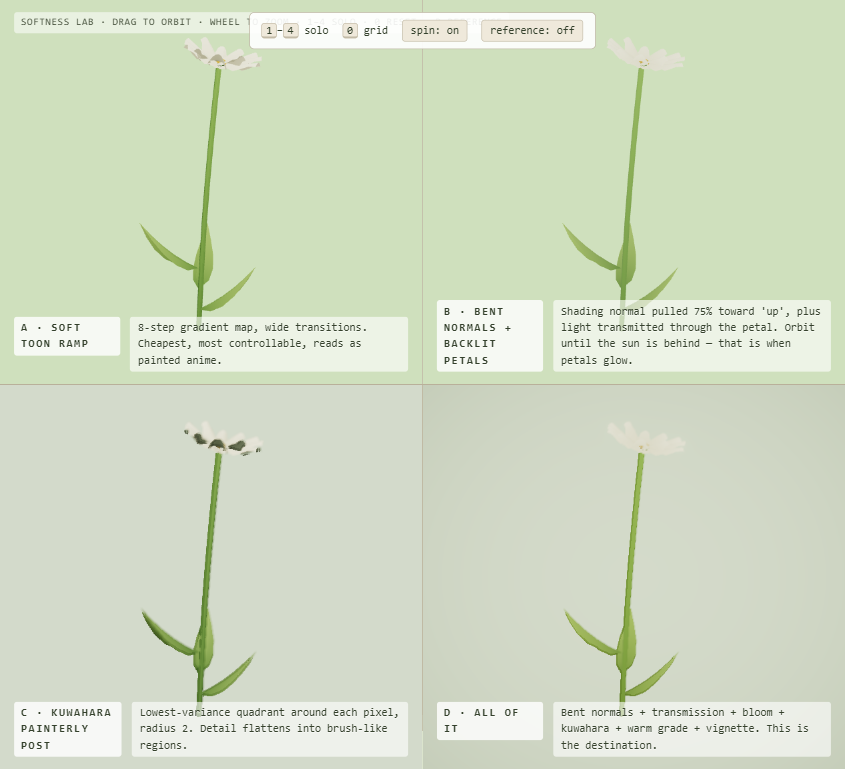 SOFTNESS LAB · DRAG TO ORBIT · WHEEL
1–4 solo 0 grid spin: on reference: off
A · SOFT
TOON RAMP
8-step gradient map, wide transitions.
Cheapest, most controllable, reads as
painted anime.
B · BENT
NORMALS +
BACKLIT
PETALS
Shading normal pulled 75% toward 'up', plus
light transmitted through the petal. Orbit
until the sun is behind — that is when
petals glow.
C · KUWAHARA
PAINTERLY
POST
Lowest-variance quadrant around each pixel,
radius 2. Detail flattens into brush-like
regions.
D · ALL OF
IT
Bent normals + transmission + bloom +
kuwahara + warm grade + vignette. This is
the destination.